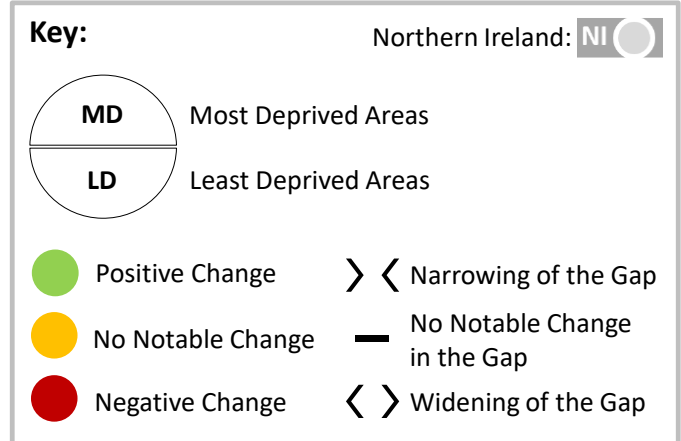 Key:
Northern Ireland: NI
MD
Most Deprived Areas
LD
Least Deprived Areas
Positive Change
Narrowing of the Gap
No Notable Change
No Notable Change
in the Gap
Negative Change
Widening of the Gap